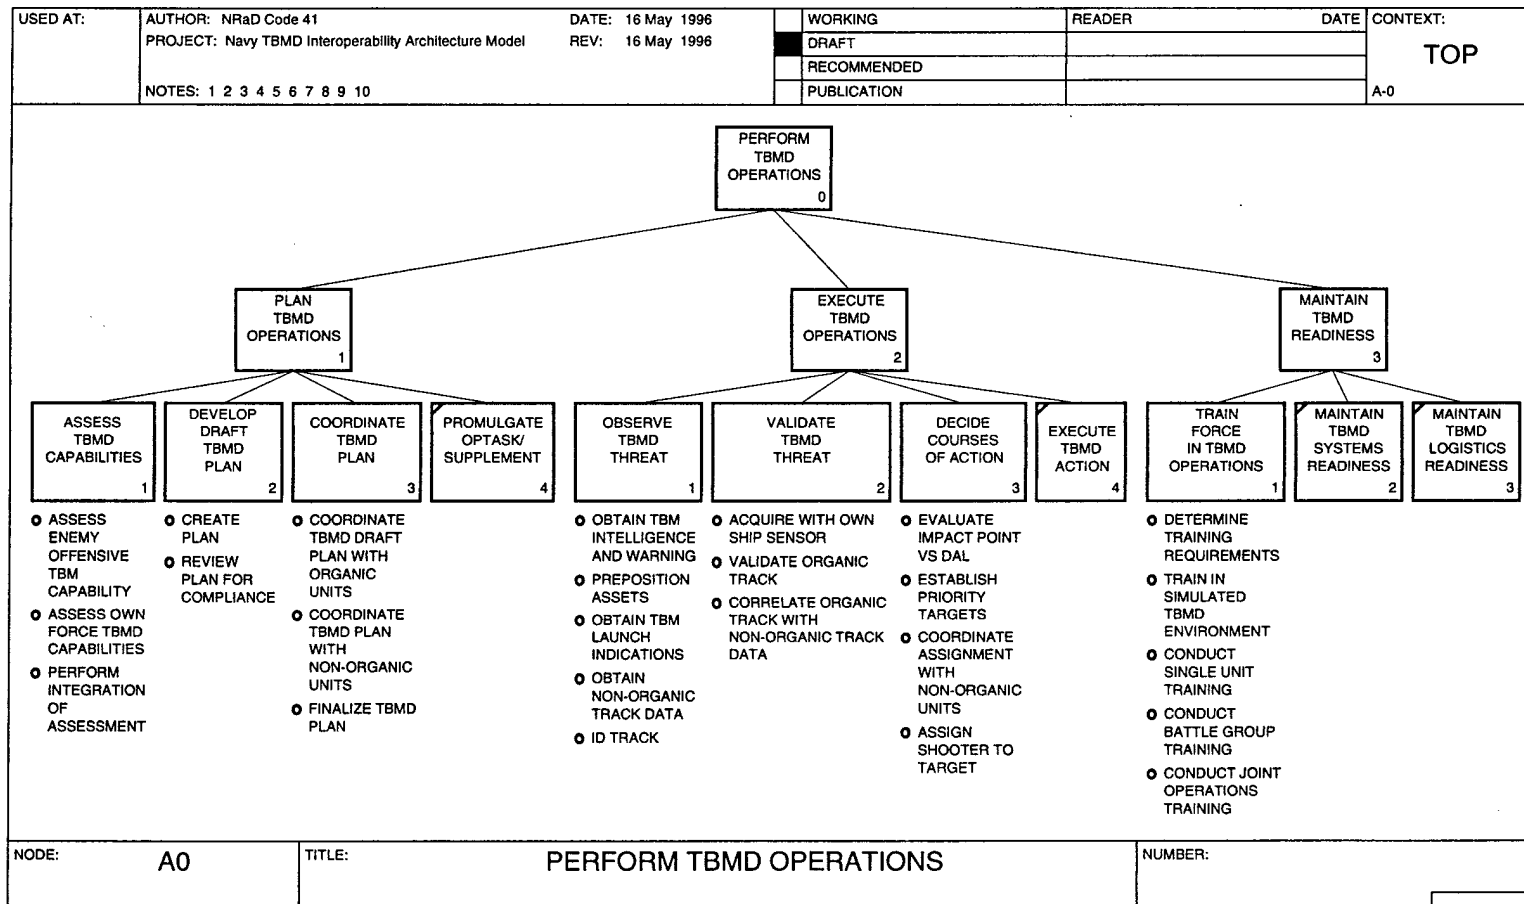 USED AT:
AUTHOR: NRaD Code 41
DATE: 16 May 1996
PROJECT: Navy TBMD Interoperability Architecture Model
REV: 16 May 1996
NOTES: 1 2 3 4 5 6 7 8 9 10
WORKING
DRAFT
RECOMMENDED
PUBLICATION
READER DATE
CONTEXT:
TOP
A-0
PERFORM
TBMD
OPERATIONS
0
PLAN
TBMD
OPERATIONS
1
EXECUTE
TBMD
OPERATIONS
2
MAINTAIN
TBMD
READINESS
3
ASSESS
TBMD
CAPABILITIES
1
DEVELOP
DRAFT
TBMD
PLAN
2
COORDINATE
TBMD
PLAN
3
PROMULGATE
OPTASK/
SUPPLEMENT
4
OBSERVE
TBMD
THREAT
1
VALIDATE
TBMD
THREAT
2
DECIDE
COURSES
OF ACTION
3
EXECUTE
TBMD
ACTION
4
TRAIN
FORCE
IN TBMD
OPERATIONS
1
MAINTAIN
TBMD
SYSTEMS
READINESS
2
MAINTAIN
TBMD
LOGISTICS
READINESS
3
ASSESS
ENEMY
OFFENSIVE
TBM
CAPABILITY
ASSESS OWN
FORCE TBMD
CAPABILITIES
PERFORM
INTEGRATION
OF
ASSESSMENT
CREATE
PLAN
REVIEW
PLAN FOR
COMPLIANCE
COORDINATE
TBMD DRAFT
PLAN WITH
ORGANIC
UNITS
COORDINATE
TBMD PLAN
WITH
NON-ORGANIC
UNITS
FINALIZE TBMD
PLAN
OBTAIN TBM
INTELLIGENCE
AND WARNING
PREPOSITION
ASSETS
OBTAIN TBM
LAUNCH
INDICATIONS
OBTAIN
NON-ORGANIC
TRACK DATA
ID TRACK
ACQUIRE WITH OWN
SHIP SENSOR
VALIDATE ORGANIC
TRACK
CORRELATE ORGANIC
TRACK WITH
NON-ORGANIC TRACK
DATA
EVALUATE
IMPACT POINT
VS DAL
ESTABLISH
PRIORITY
TARGETS
COORDINATE
ASSIGNMENT
WITH
NON-ORGANIC
UNITS
ASSIGN
SHOOTER TO
TARGET
DETERMINE
TRAINING
REQUIREMENTS
TRAIN IN
SIMULATED
TBMD
ENVIRONMENT
CONDUCT
SINGLE UNIT
TRAINING
CONDUCT
BATTLE GROUP
TRAINING
CONDUCT JOINT
OPERATIONS
TRAINING
NODE:
A0
TITLE:
PERFORM TBMD OPERATIONS
NUMBER: